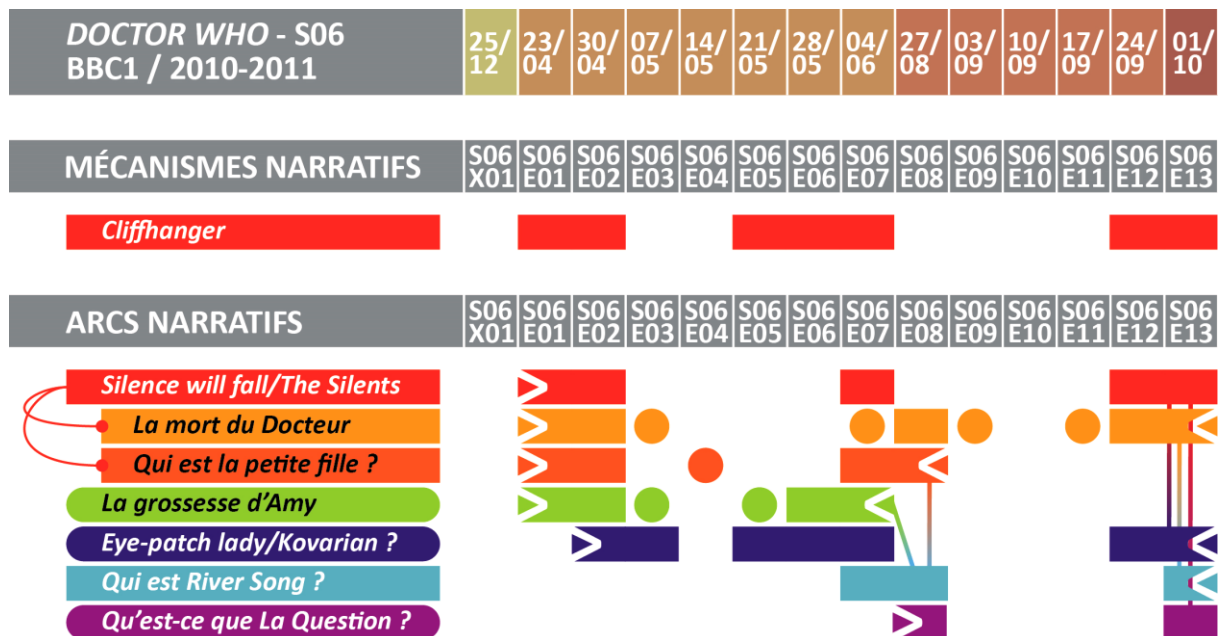 DOCTOR WHO - S06
BBC1 / 2010-2011
25/ 23/ 30/ 07/ 14/ 21/ 28/ 04/ 27/ 03/ 10/ 17/ 24/ 01/
12 04 04 05 05 05 05 06 08 09 09 09 09 10
MÉCANISMES NARRATIFS
S06 S06 S06 S06 S06 S06 S06 S06 S06 S06 S06 S06 S06 S06
X01 E01 E02 E03 E04 E05 E06 E07 E08 E09 E10 E11 E12 E13
Cliffhanger
ARCS NARRATIFS
S06 S06 S06 S06 S06 S06 S06 S06 S06 S06 S06 S06 S06 S06
X01 E01 E02 E03 E04 E05 E06 E07 E08 E09 E10 E11 E12 E13
Silence will fall/The Silents
La mort du Docteur
Qui est la petite fille ?
La grossesse d'Amy
Eye-patch lady/Kovarian ?
Qui est River Song ?
Qu'est-ce que La Question ?